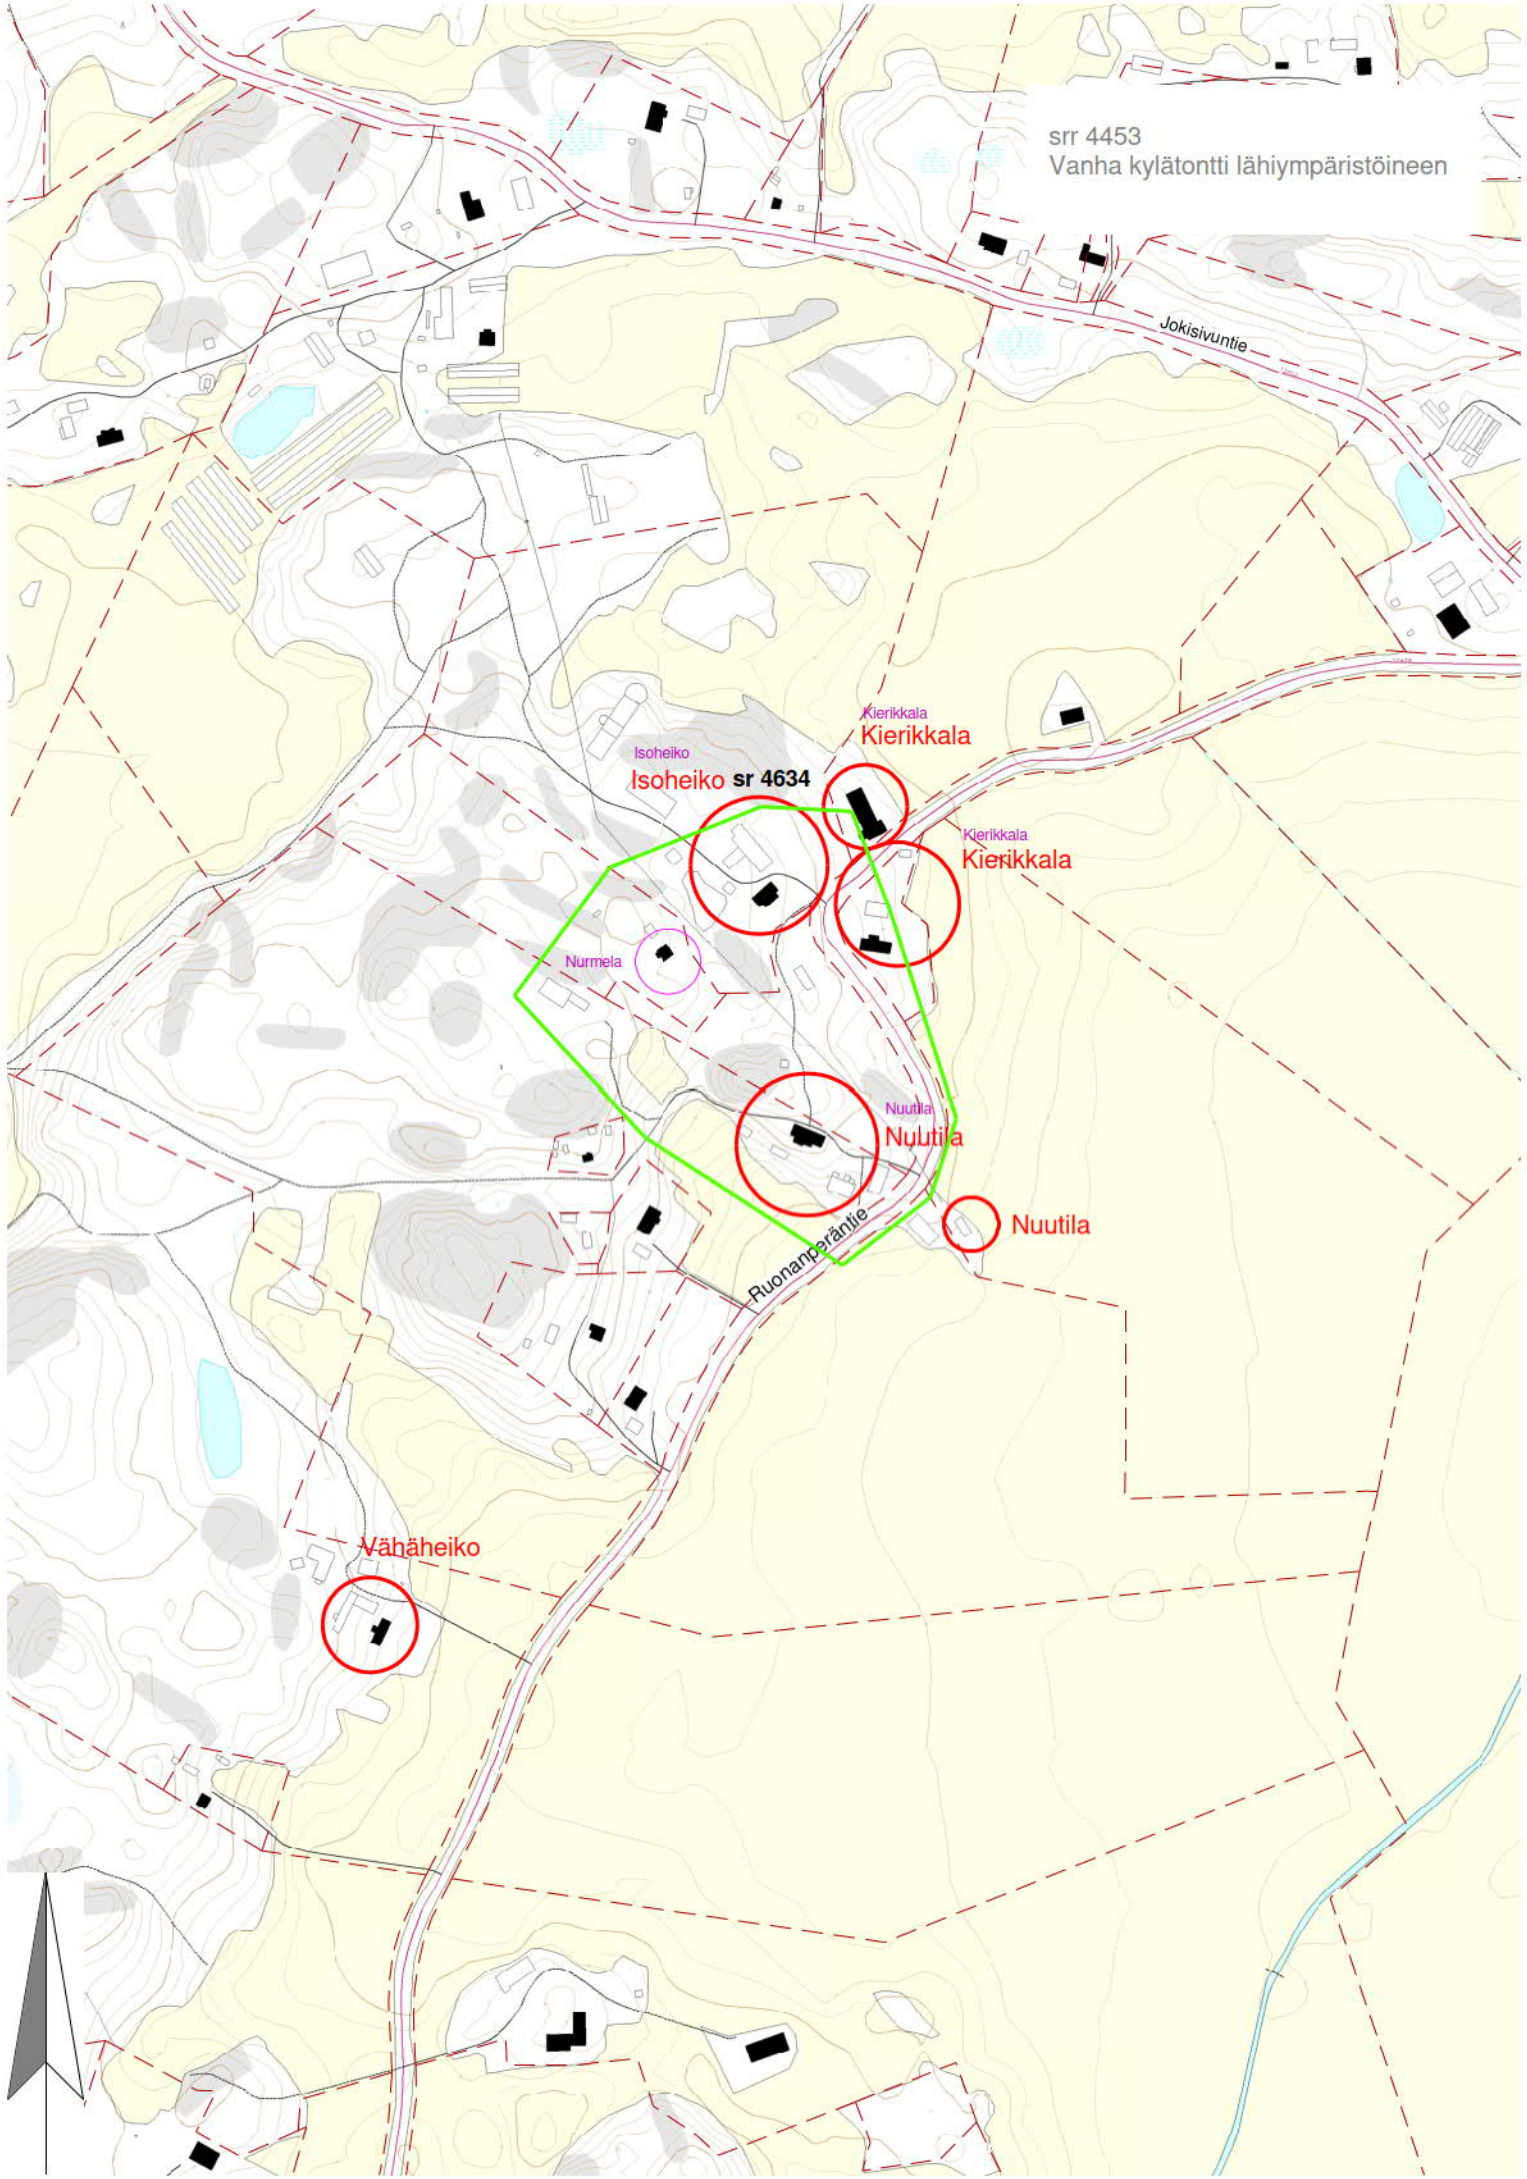 srr 4453
Vanha kylätontti lähiympäristöineen
Jokisivuntie
Kierikkala
Kierikkala
Isoheiko
Isoheiko sr 4634
Kierikkala
Kierikkala
Nurmela
Nuutila
Nuutila
Nuutila
Ruonanperäntie
Vähäheiko